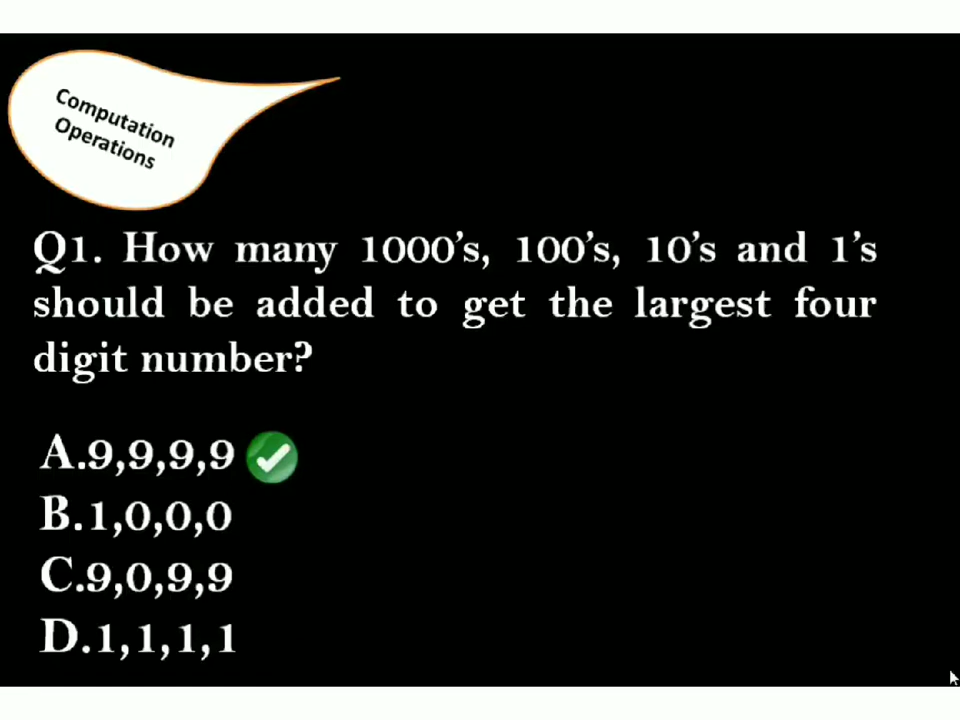 Computation
Operations
Q1. How many 1000’s, 100’s, 10’s and 1’s
should be added to get the largest four
digit number?
A.9,9,9,9
B.1,0,0,0
C.9,0,9,9
D.1,1,1,1